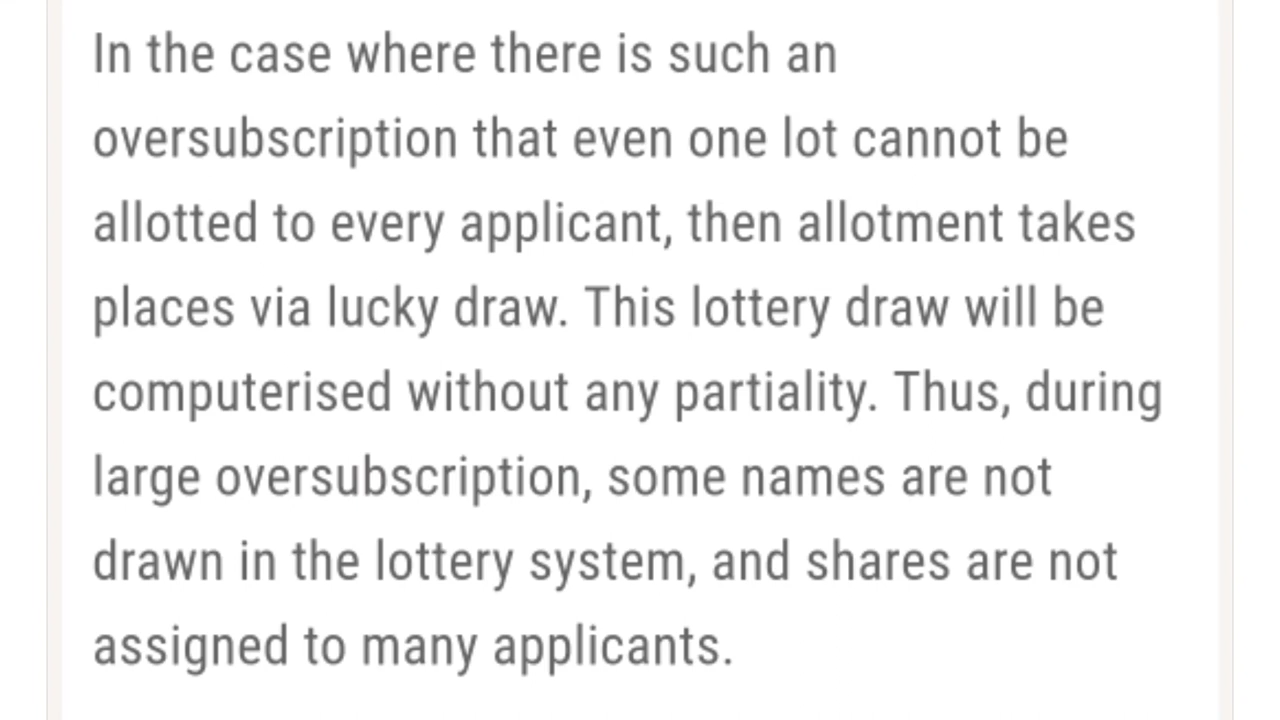 In the case where there is such an
oversubscription that even one lot cannot be
allotted to every applicant, then allotment takes
places via lucky draw. This lottery draw will be
computerised without any partiality. Thus, during
large oversubscription, some names are not
drawn in the lottery system, and shares are not
assigned to many applicants.